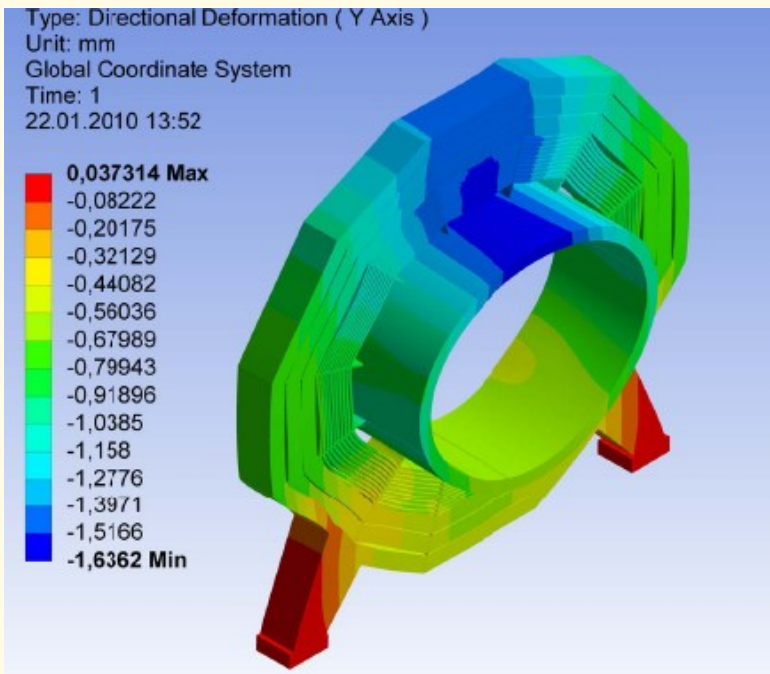 Type: Directional Deformation ( Y Axis )
Unit: mm
Global Coordinate System
Time: 1
22.01.2010 13:52
0,037314 Max
-0,08222
-0,20175
-0,32129
-0,44082
-0,56036
-0,67989
-0,79943
-0,91896
-1,0385
-1,158
-1,2776
-1,3971
-1,5166
-1,6362 Min